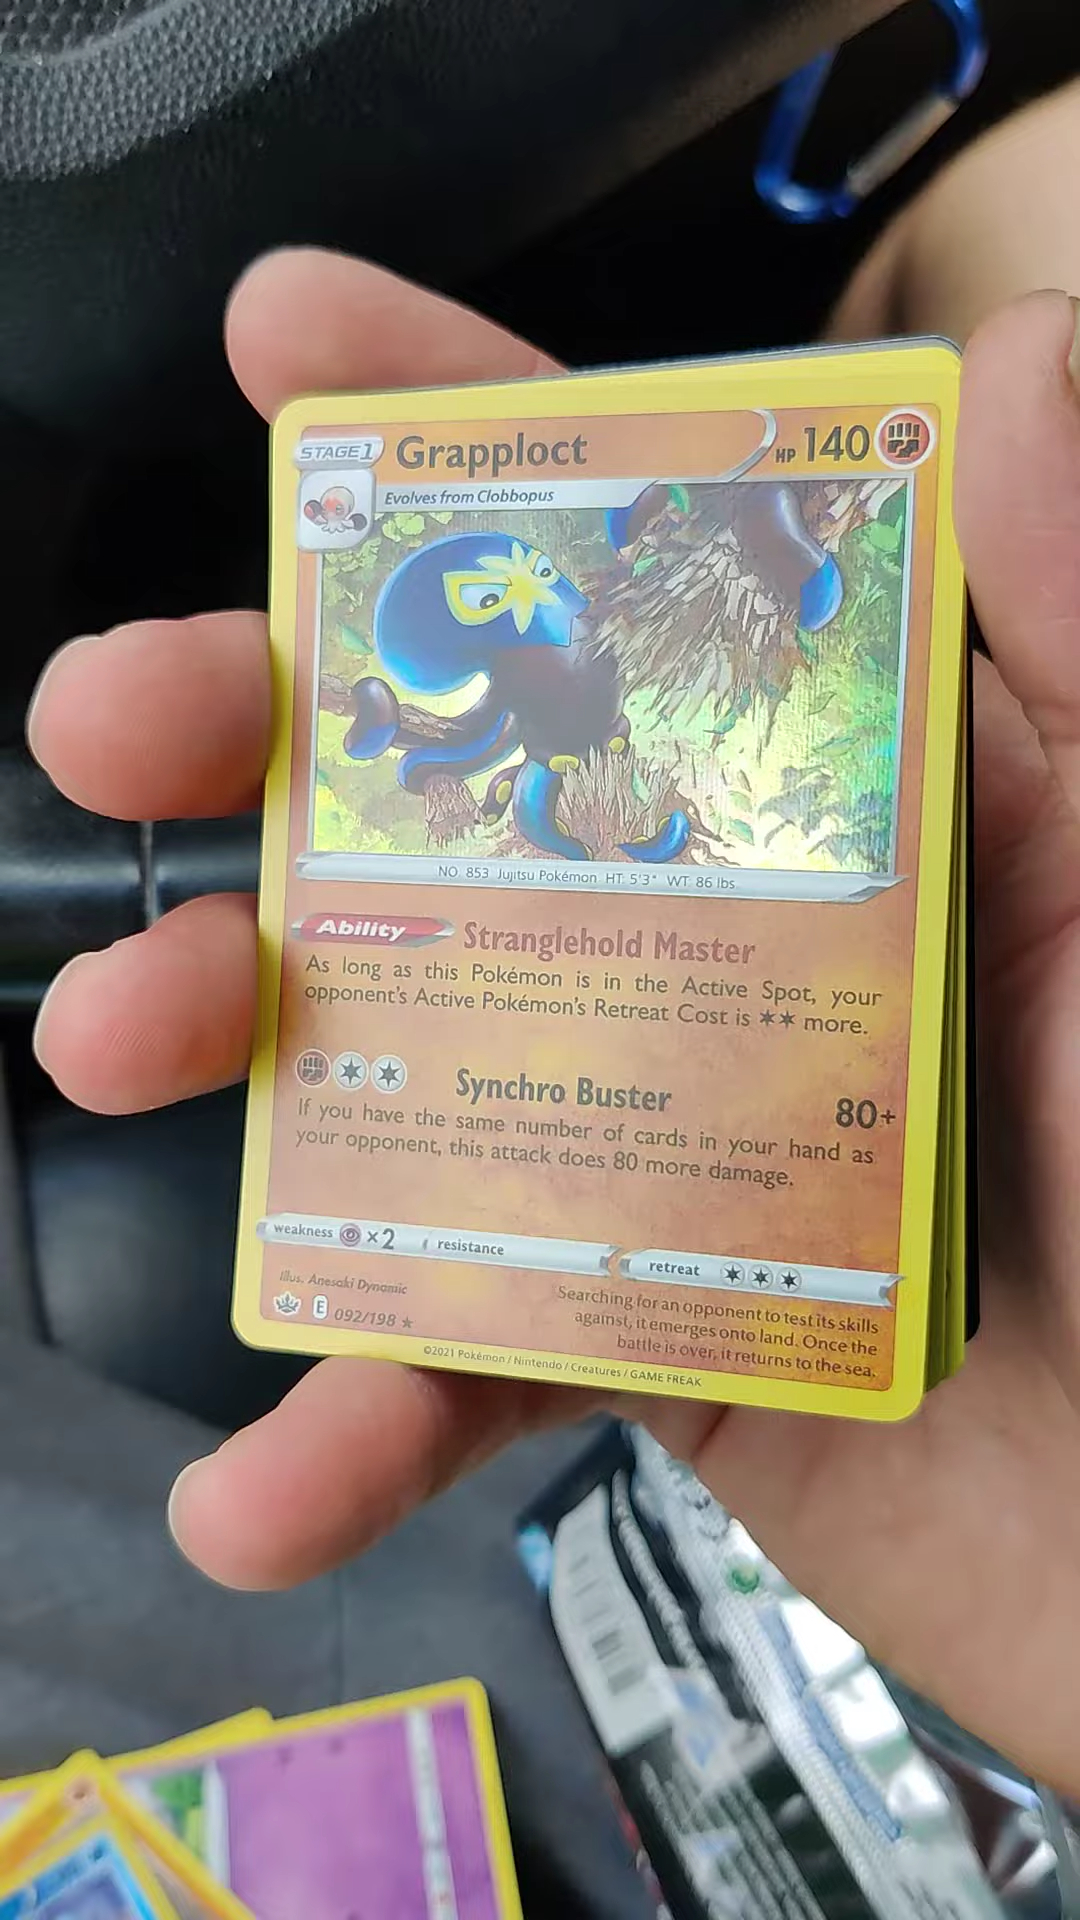 STAGE1 Grapploct HP 140
Evolves from Clobbopus
NO. 853 Jujitsu Pokémon HT: 5'3" WT: 86 lbs.
Ability Stranglehold Master
As long as this Pokémon is in the Active Spot, your
opponent's Active Pokémon's Retreat Cost is ✶✶ more.
Synchro Buster 80+
If you have the same number of cards in your hand as
your opponent, this attack does 80 more damage.
weakness ×2 resistance
retreat
Illus. Anesaki Dynamic
E 092/198 ★
Searching for an opponent to test its skills
against, it emerges onto land. Once the
battle is over, it returns to the sea.
©2021 Pokémon / Nintendo / Creatures / GAME FREAK